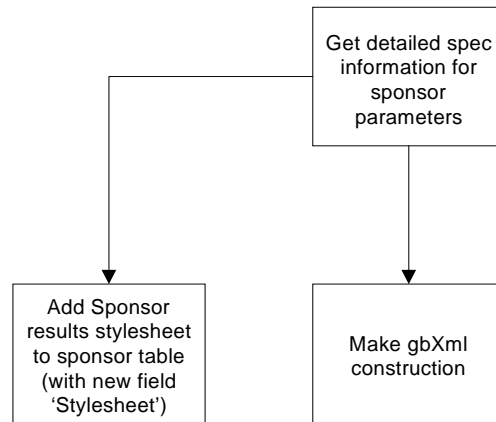 Get detailed spec
information for
sponsor
parameters
Add Sponsor
results stylesheet
to sponsor table
(with new field
‘Stylesheet’)
Make gbXml
construction